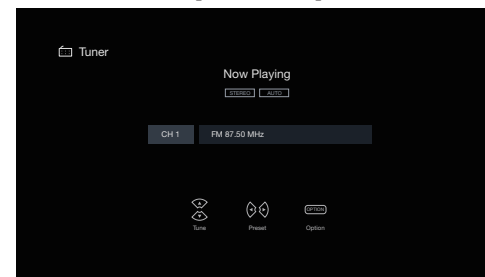 Tuner
Now Playing
STEREO AUTO
CH 1 FM 87.50 MHz
OPTION
Tune Preset Option